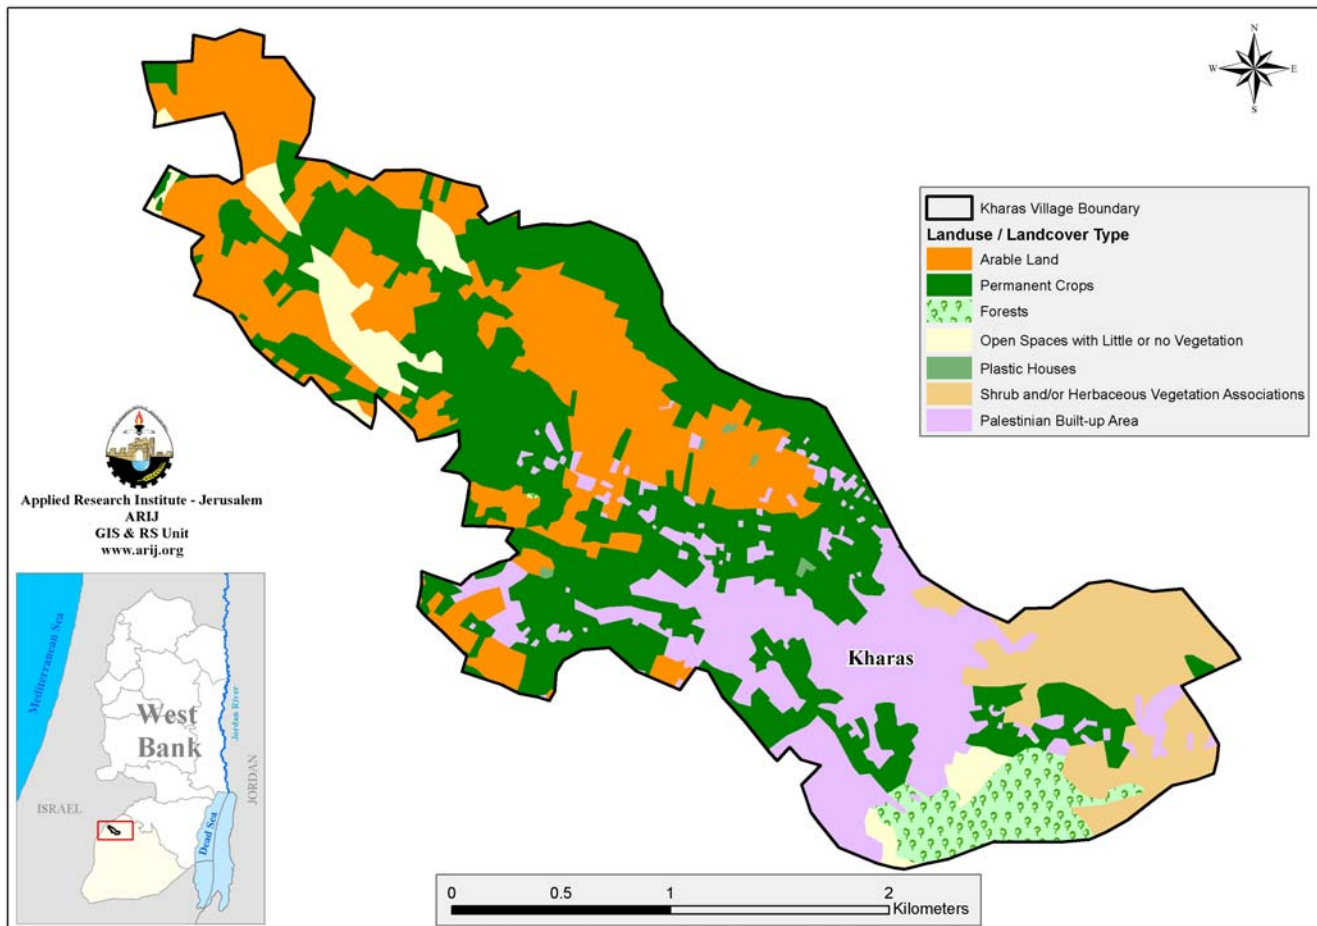 N
W
E
S
Kharas Village Boundary
Landuse / Landcover Type
Arable Land
Permanent Crops
Forests
Open Spaces with Little or no Vegetation
Plastic Houses
Shrub and/or Herbaceous Vegetation Associations
Palestinian Built-up Area
Applied Research Institute - Jerusalem
ARIJ
GIS & RS Unit
www.arij.org
Kharas
Mediterranean Sea
West
Bank
Jordan River
JORDAN
ISRAEL
Dead Sea
0 0.5 1 2
Kilometers